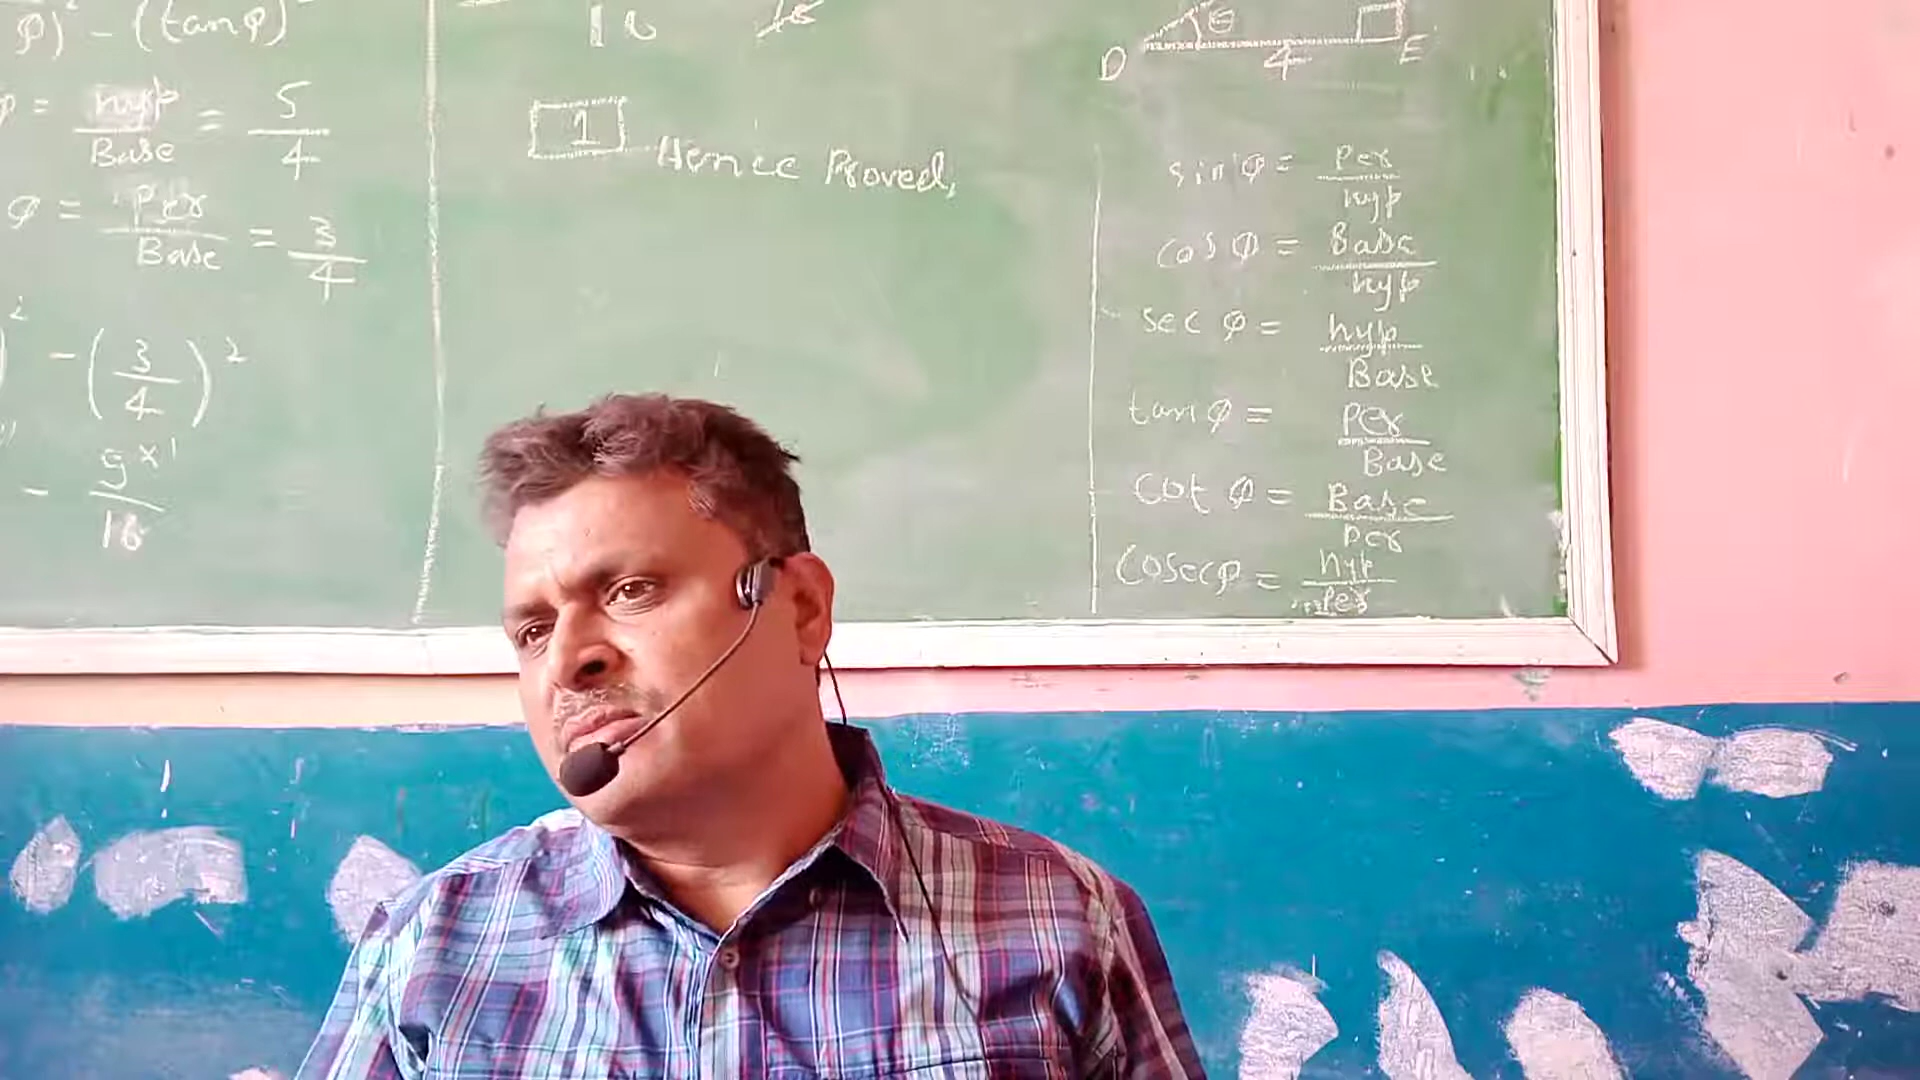 φ)² - (tanφ)²
φ = hyp/Base = 5/4
φ = Per/Base = 3/4
)² - (3/4)²
- 9×1/16
16
1 Hence Proved,
θ
D 4 E
sin φ = Per/hyp
cos φ = Base/hyp
sec φ = hyp/Base
tan φ = Per/Base
cot φ = Base/Per
cosec φ = hyp/Per